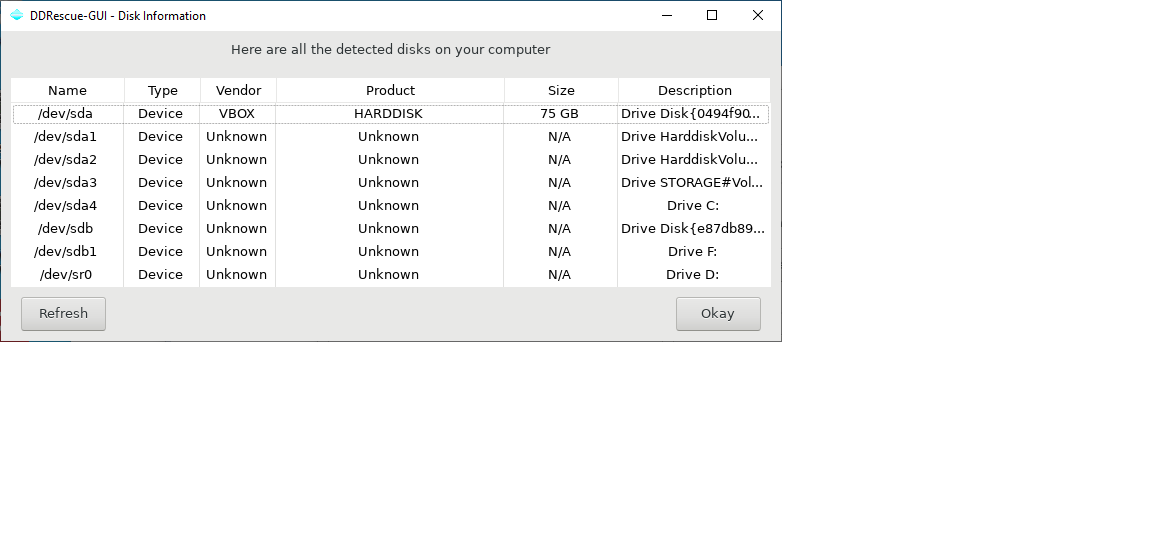 DDRescue-GUI - Disk Information
Here are all the detected disks on your computer
Name Type Vendor Product Size Description
/dev/sda Device VBOX HARDDISK 75 GB Drive Disk{0494f90...
/dev/sda1 Device Unknown Unknown N/A Drive HarddiskVolu...
/dev/sda2 Device Unknown Unknown N/A Drive HarddiskVolu...
/dev/sda3 Device Unknown Unknown N/A Drive STORAGE#Vol...
/dev/sda4 Device Unknown Unknown N/A Drive C:
/dev/sdb Device Unknown Unknown N/A Drive Disk{e87db89...
/dev/sdb1 Device Unknown Unknown N/A Drive F:
/dev/sr0 Device Unknown Unknown N/A Drive D:
Refresh Okay